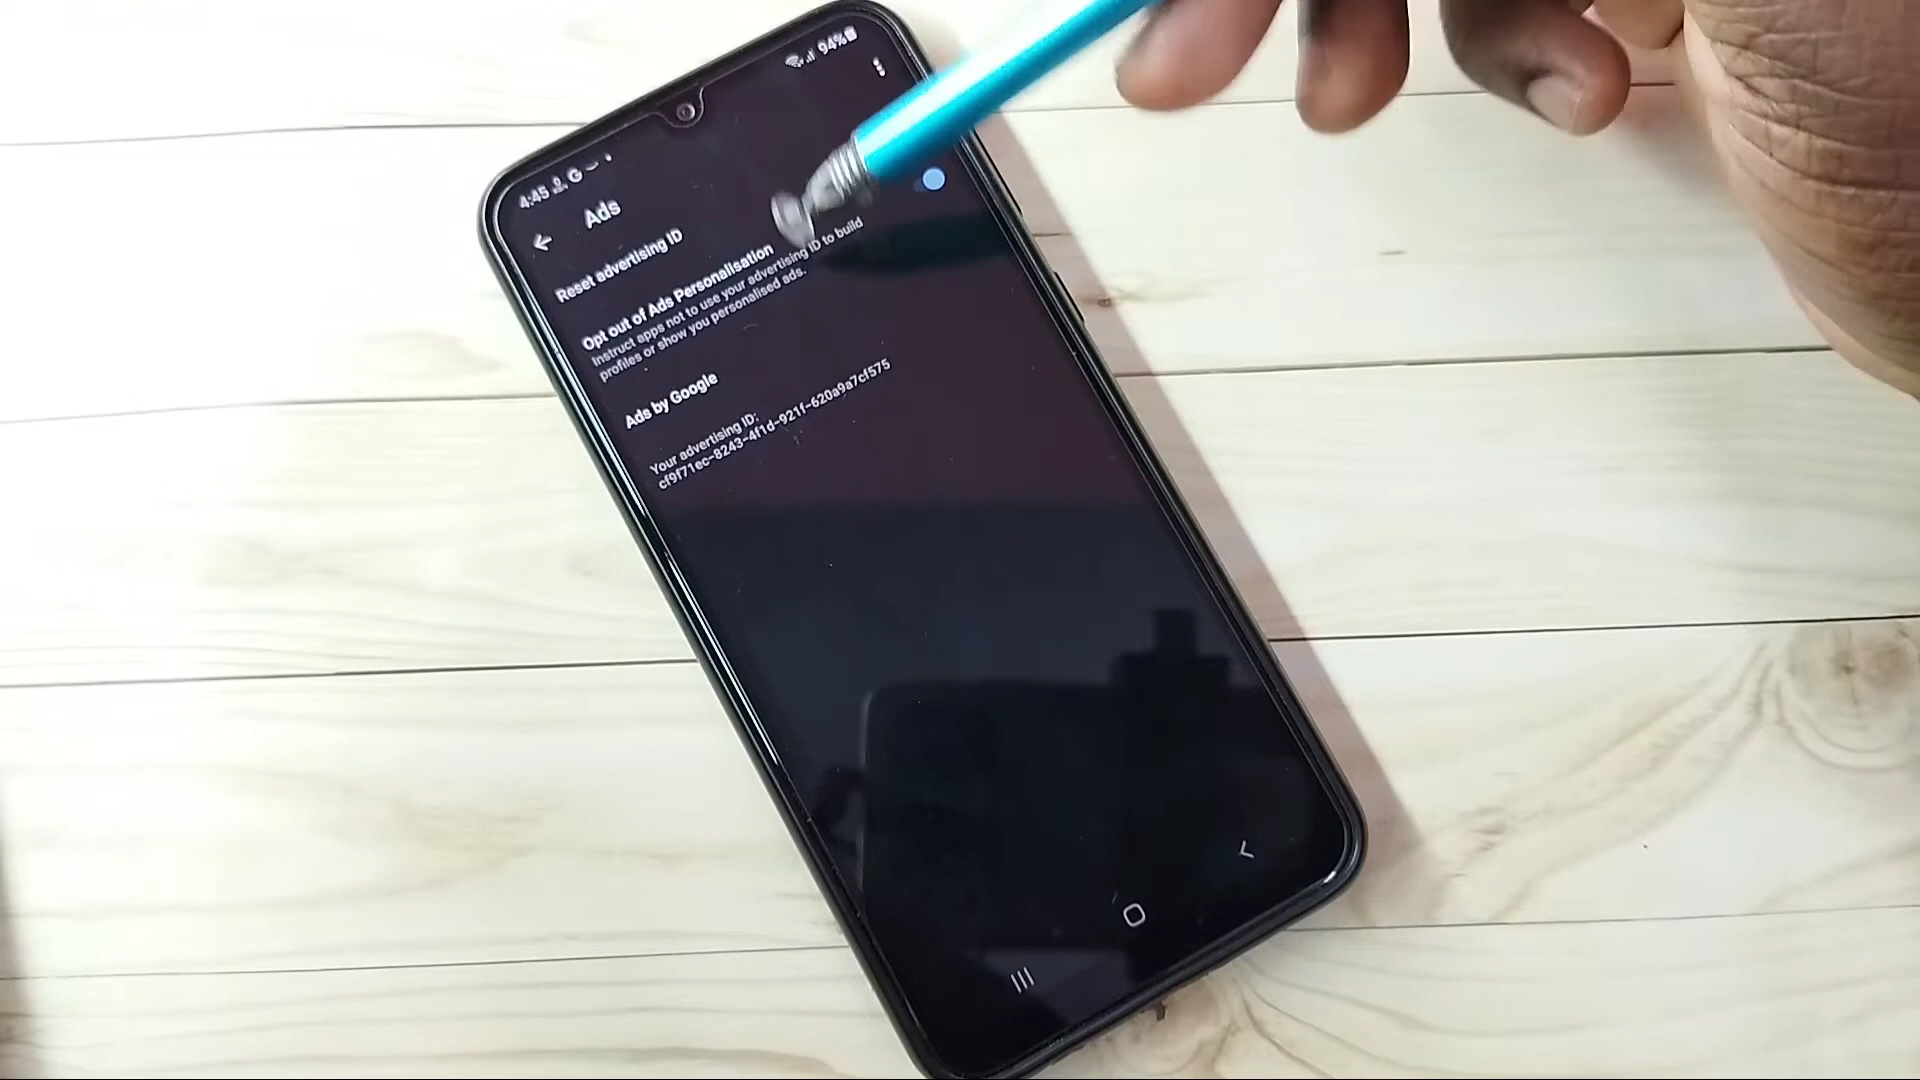 4:45
G
94%
Ads
Reset advertising ID
Opt out of Ads Personalisation
Instruct apps not to use your advertising ID to build
profiles or show you personalised ads.
Ads by Google
Your advertising ID:
cf9f71ec-8243-4f1d-921f-620a9a7cf575